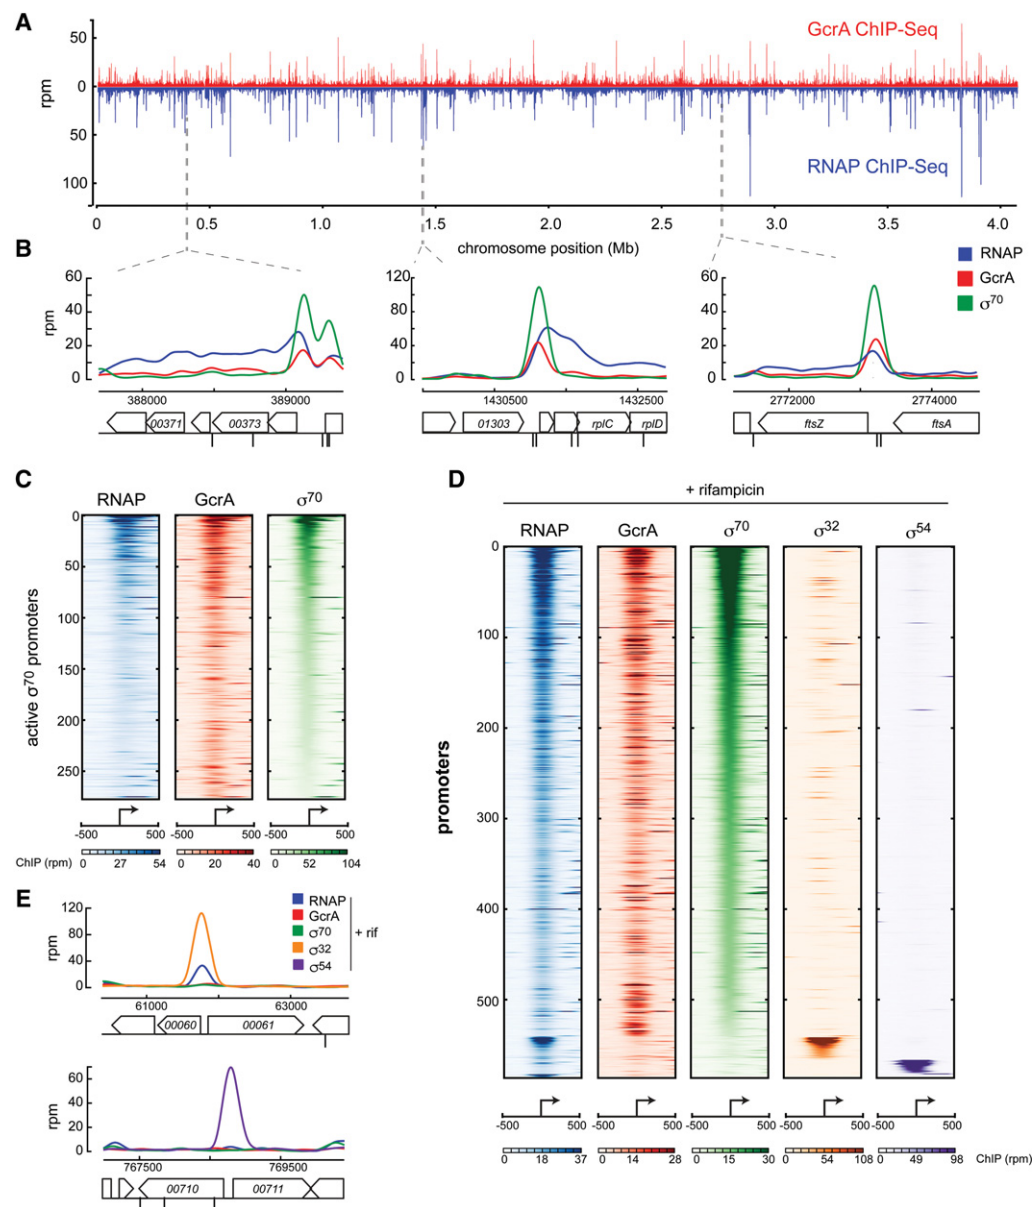 A
GcrA ChIP-Seq
rpm
50
0
50
100
RNAP ChIP-Seq
0 0.5 1.0 1.5 2.0 2.5 3.0 3.5 4.0
chromosome position (Mb)
B
RNAP
GcrA
σ70
rpm
60
40
20
0
388000 389000
00371 00373
120
80
40
0
1430500 1432500
01303 rplC rplD
60
40
20
0
2772000 2774000
ftsZ ftsA
C
RNAP GcrA σ70
active σ70 promoters
0
50
100
150
200
250
-500 500 -500 500 -500 500
ChIP (rpm) 0 27 54 0 20 40 0 52 104
D
+ rifampicin
RNAP GcrA σ70 σ32 σ54
promoters
0
100
200
300
400
500
-500 500 -500 500 -500 500 -500 500 -500 500
0 18 37 0 14 28 0 15 30 0 54 108 0 49 98 ChIP (rpm)
E
RNAP
GcrA
σ70
σ32
σ54
+ rif
rpm
120
80
40
0
61000 63000
00060 00061
rpm
60
40
20
0
767500 769500
00710 00711